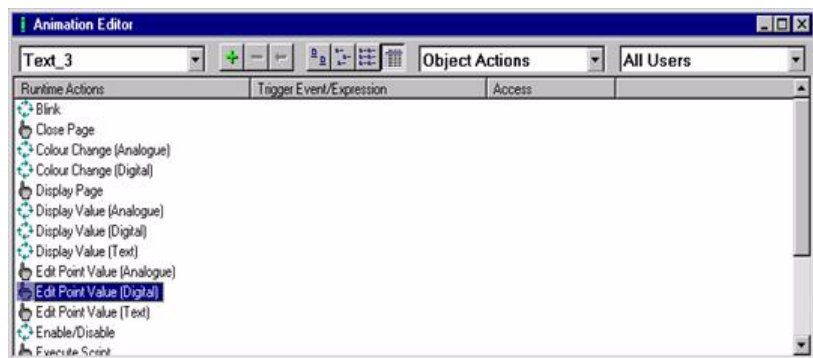 Animation Editor
Text_3 Object Actions All Users
Runtime Actions Trigger Event/Expression Access
Blink
Close Page
Colour Change (Analogue)
Colour Change (Digital)
Display Page
Display Value (Analogue)
Display Value (Digital)
Display Value (Text)
Edit Point Value (Analogue)
Edit Point Value (Digital)
Edit Point Value (Text)
Enable/Disable
Execute Script